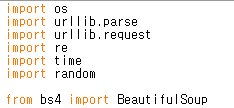 import os
import urllib.parse
import urllib.request
import re
import time
import random
from bs4 import BeautifulSoup